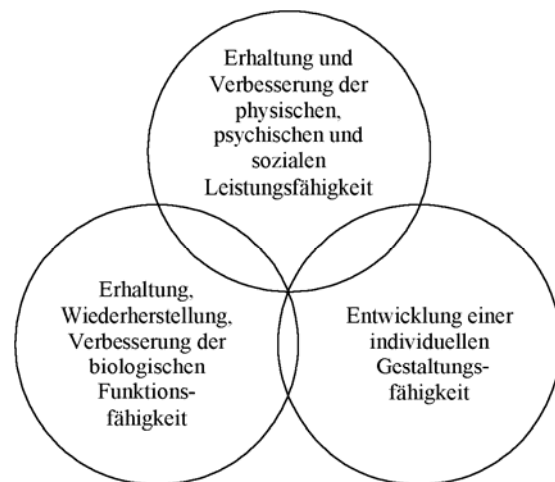 Erhaltung und
Verbesserung der
physischen,
psychischen und
sozialen
Leistungsfähigkeit
Erhaltung,
Wiederherstellung,
Verbesserung der
biologischen
Funktions-
fähigkeit
Entwicklung einer
individuellen
Gestaltungs-
fähigkeit